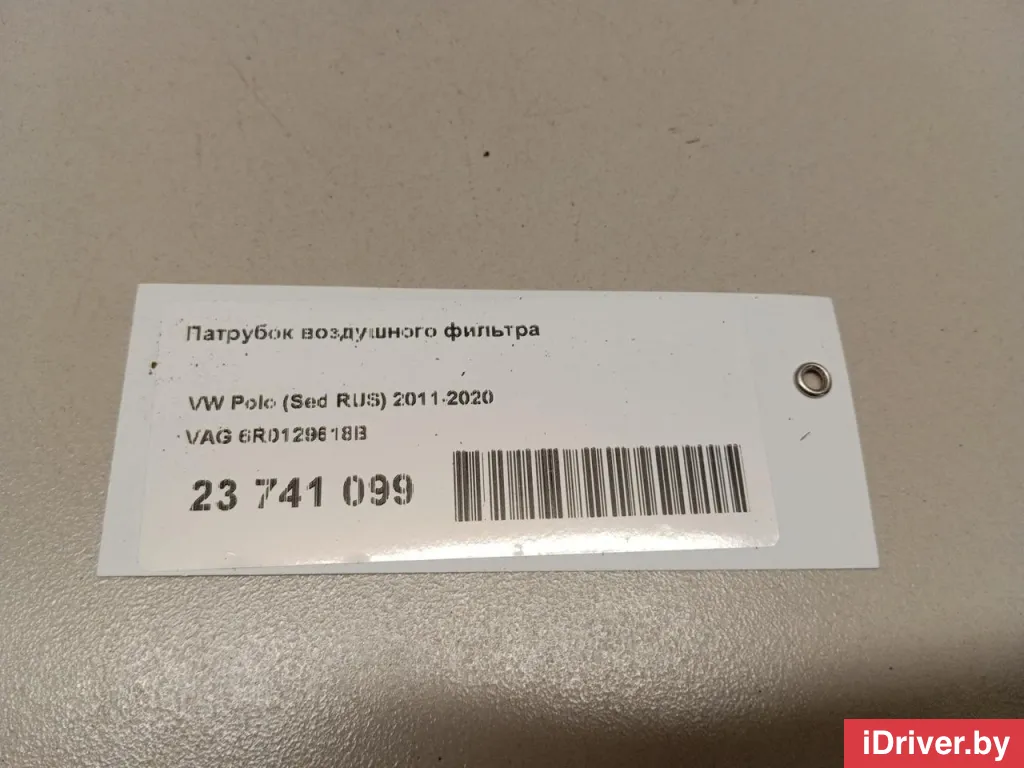 Патрубок воздушного фильтра
VW Polo (Sed RUS) 2011-2020
VAG 6R0129618B
23 741 099
iDriver.by